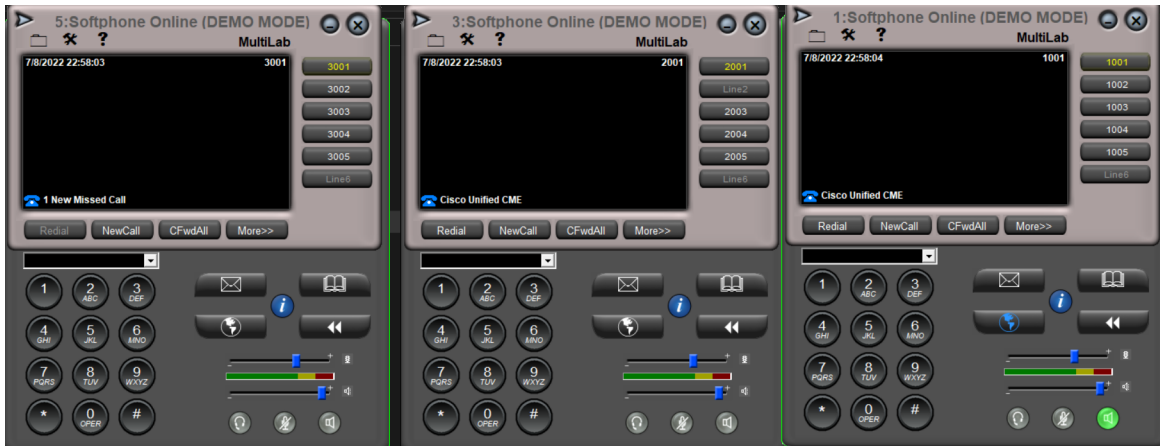 5:Softphone Online (DEMO MODE)
?
MultiLab
7/8/2022 22:58:03 3001
3001
3002
3003
3004
3005
Line6
1 New Missed Call
Redial NewCall CFwdAll More>>
1 2 ABC 3 DEF
i
4 GHI 5 JKL 6 MNO
7 PQRS 8 TUV 9 WXYZ
* 0 OPER #
- +
- +
3:Softphone Online (DEMO MODE)
?
MultiLab
7/8/2022 22:58:03 2001
2001
Line2
2003
2004
2005
Line6
Cisco Unified CME
Redial NewCall CFwdAll More>>
1 2 ABC 3 DEF
i
4 GHI 5 JKL 6 MNO
7 PQRS 8 TUV 9 WXYZ
* 0 OPER #
- +
- +
1:Softphone Online (DEMO MODE)
?
MultiLab
7/8/2022 22:58:04 1001
1001
1002
1003
1004
1005
Line6
Cisco Unified CME
Redial NewCall CFwdAll More>>
1 2 ABC 3 DEF
i
4 GHI 5 JKL 6 MNO
7 PQRS 8 TUV 9 WXYZ
* 0 OPER #
- +
- +